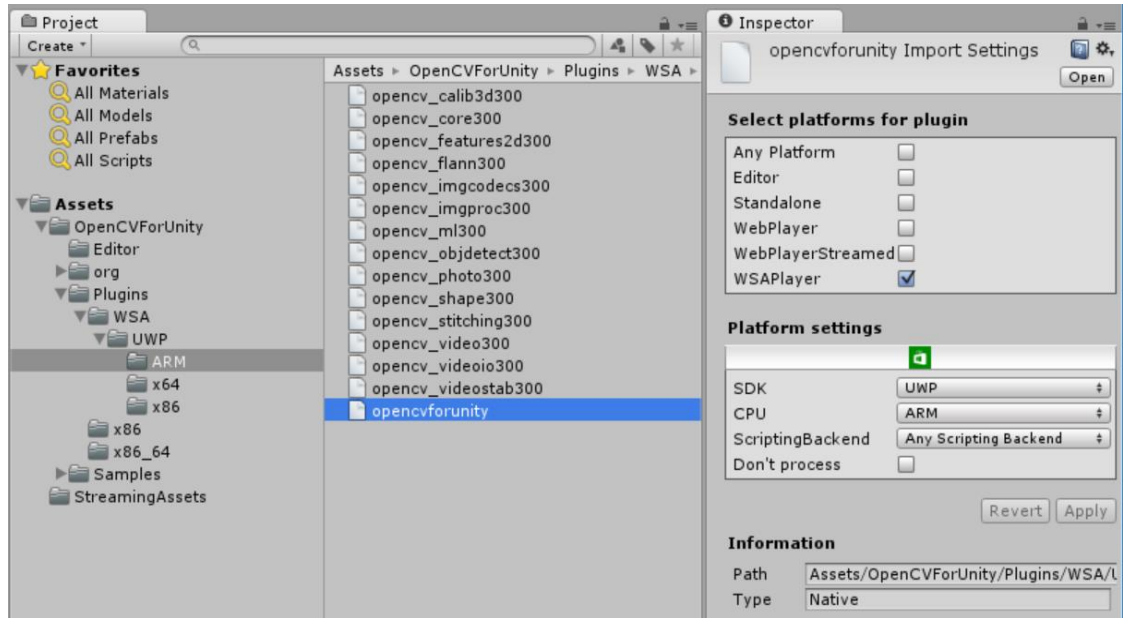 Project
Create
Favorites
All Materials
All Models
All Prefabs
All Scripts
Assets
OpenCVForUnity
Editor
org
Plugins
WSA
UWP
ARM
x64
x86
x86
x86_64
Samples
StreamingAssets
Assets OpenCVForUnity Plugins WSA
opencv_calib3d300
opencv_core300
opencv_features2d300
opencv_flann300
opencv_imgcodecs300
opencv_imgproc300
opencv_ml300
opencv_objdetect300
opencv_photo300
opencv_shape300
opencv_stitching300
opencv_video300
opencv_videoio300
opencv_videostab300
opencvforunity
Inspector
opencvforunity Import Settings
Open
Select platforms for plugin
Any Platform
Editor
Standalone
WebPlayer
WebPlayerStreamed
WSAPlayer
Platform settings
SDK UWP
CPU ARM
ScriptingBackend Any Scripting Backend
Don't process
Revert Apply
Information
Path Assets/OpenCVForUnity/Plugins/WSA/U
Type Native